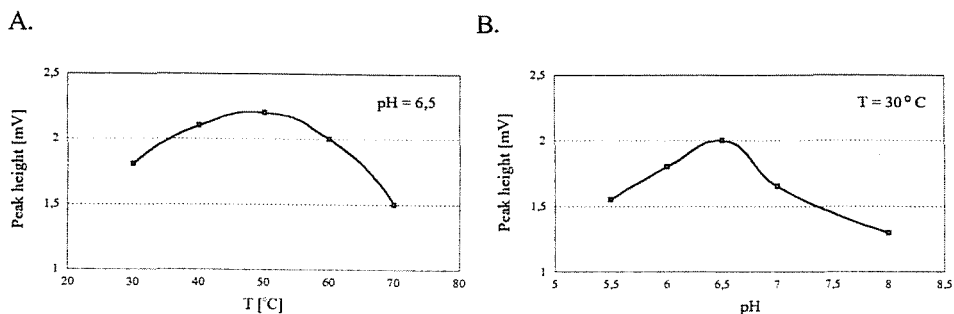 A.
2,5
2
1,5
1
Peak height [mV]
pH = 6,5
20 30 40 50 60 70 80
T [°C]
B.
2,5
2
1,5
1
Peak height [mV]
T = 30° C
5 5,5 6 6,5 7 7,5 8 8,5
pH